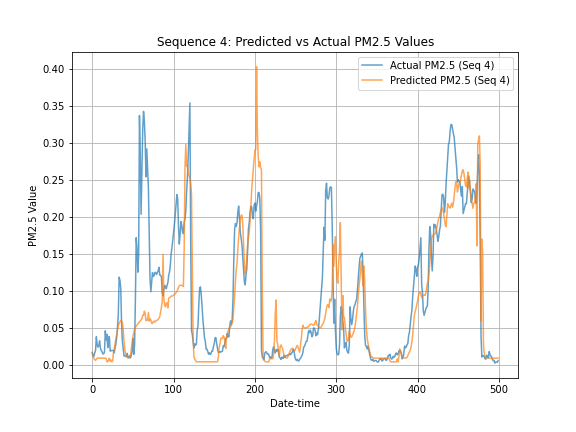 Sequence 4: Predicted vs Actual PM2.5 Values
Actual PM2.5 (Seq 4)
Predicted PM2.5 (Seq 4)
PM2.5 Value
0.40
0.35
0.30
0.25
0.20
0.15
0.10
0.05
0.00
0 100 200 300 400 500
Date-time